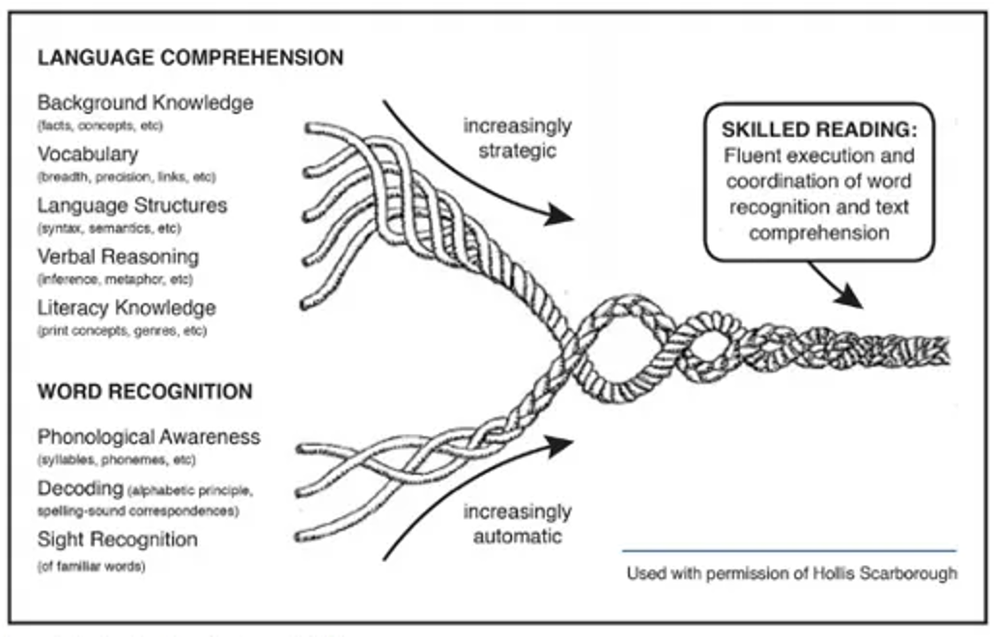 LANGUAGE COMPREHENSION
Background Knowledge
(facts, concepts, etc)
Vocabulary
(breadth, precision, links, etc)
Language Structures
(syntax, semantics, etc)
Verbal Reasoning
(inference, metaphor, etc)
Literacy Knowledge
(print concepts, genres, etc)
WORD RECOGNITION
Phonological Awareness
(syllables, phonemes, etc)
Decoding (alphabetic principle,
spelling-sound correspondences)
Sight Recognition
(of familiar words)
increasingly
strategic
increasingly
automatic
SKILLED READING:
Fluent execution and
coordination of word
recognition and text
comprehension
Used with permission of Hollis Scarborough